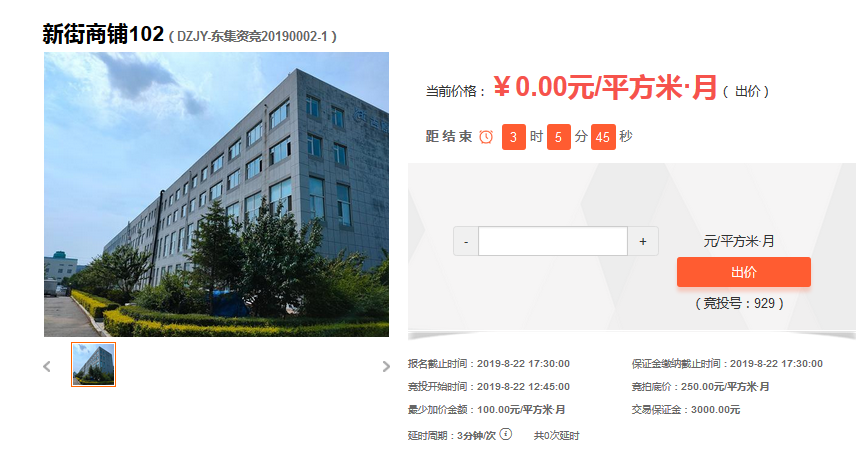 新街商铺102（DZJY-东集资竞20190002-1）
当前价格：￥0.00元/平方米·月（ 出价 ）
距 结 束 3 时 5 分 45 秒
- + 元/平方米·月
出价
（ 竞投号：929 ）
报名截止时间：2019-8-22 17:30:00 保证金缴纳截止时间：2019-8-22 17:30:00
竞投开始时间：2019-8-22 12:45:00 竞拍底价：250.00元/平方米·月
最少加价金额：100.00元/平方米·月 交易保证金：3000.00元
延时周期：3分钟/次 共0次延时